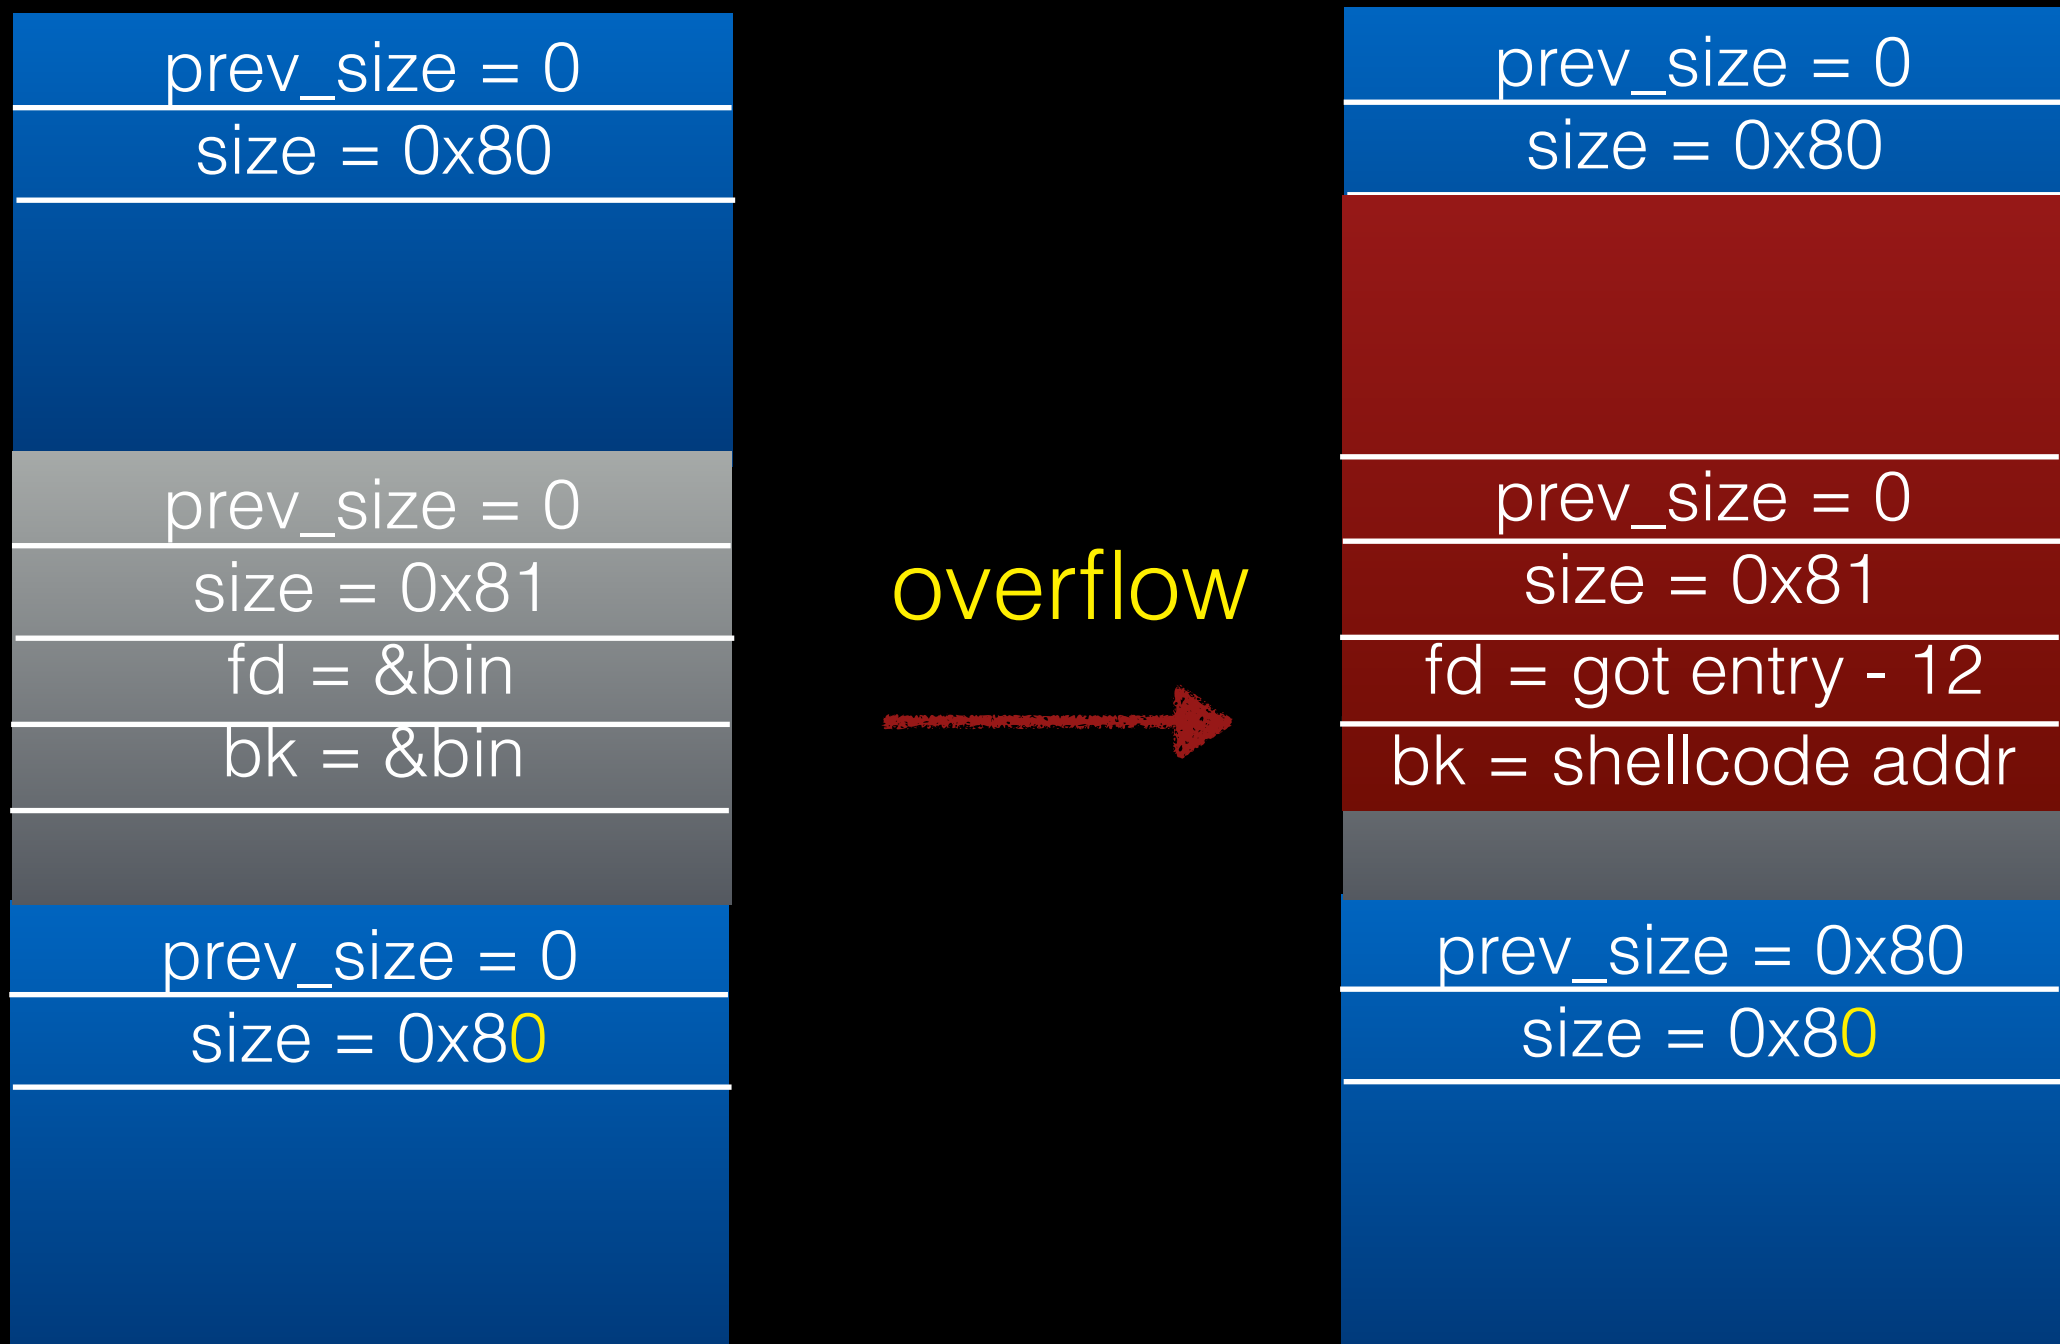 prev_size = 0
size = 0x80
prev_size = 0
size = 0x81
fd = &bin
bk = &bin
prev_size = 0
size = 0x80
overflow
prev_size = 0
size = 0x80
prev_size = 0
size = 0x81
fd = got entry - 12
bk = shellcode addr
prev_size = 0x80
size = 0x80